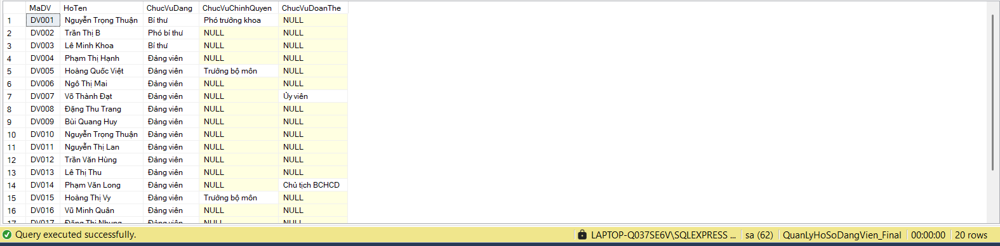 MaDV HoTen ChucVuDang ChucVuChinhQuyen ChucVuDoanThe
1 DV001 Nguyễn Trọng Thuận Bí thư Phó trưởng khoa NULL
2 DV002 Trần Thị B Phó bí thư NULL NULL
3 DV003 Lê Minh Khoa Bí thư NULL NULL
4 DV004 Phạm Thị Hạnh Đảng viên NULL NULL
5 DV005 Hoàng Quốc Việt Đảng viên Trưởng bộ môn NULL
6 DV006 Ngô Thị Mai Đảng viên NULL NULL
7 DV007 Võ Thành Đạt Đảng viên NULL Ủy viên
8 DV008 Đặng Thu Trang Đảng viên NULL NULL
9 DV009 Bùi Quang Huy Đảng viên NULL NULL
10 DV010 Nguyễn Trọng Thuận Đảng viên NULL NULL
11 DV011 Nguyễn Thị Lan Đảng viên NULL NULL
12 DV012 Trần Văn Hùng Đảng viên NULL NULL
13 DV013 Lê Thị Thu Đảng viên NULL NULL
14 DV014 Phạm Văn Long Đảng viên NULL Chủ tịch BCHCD
15 DV015 Hoàng Thị Vy Đảng viên Trưởng bộ môn NULL
16 DV016 Vũ Minh Quân Đảng viên NULL NULL
17 DV017 Đặng Thị Nhung Đảng viên NULL NULL
Query executed successfully. LAPTOP-Q037SE6V\SQLEXPRESS ... sa (62) QuanLyHoSoDangVien_Final 00:00:00 20 rows